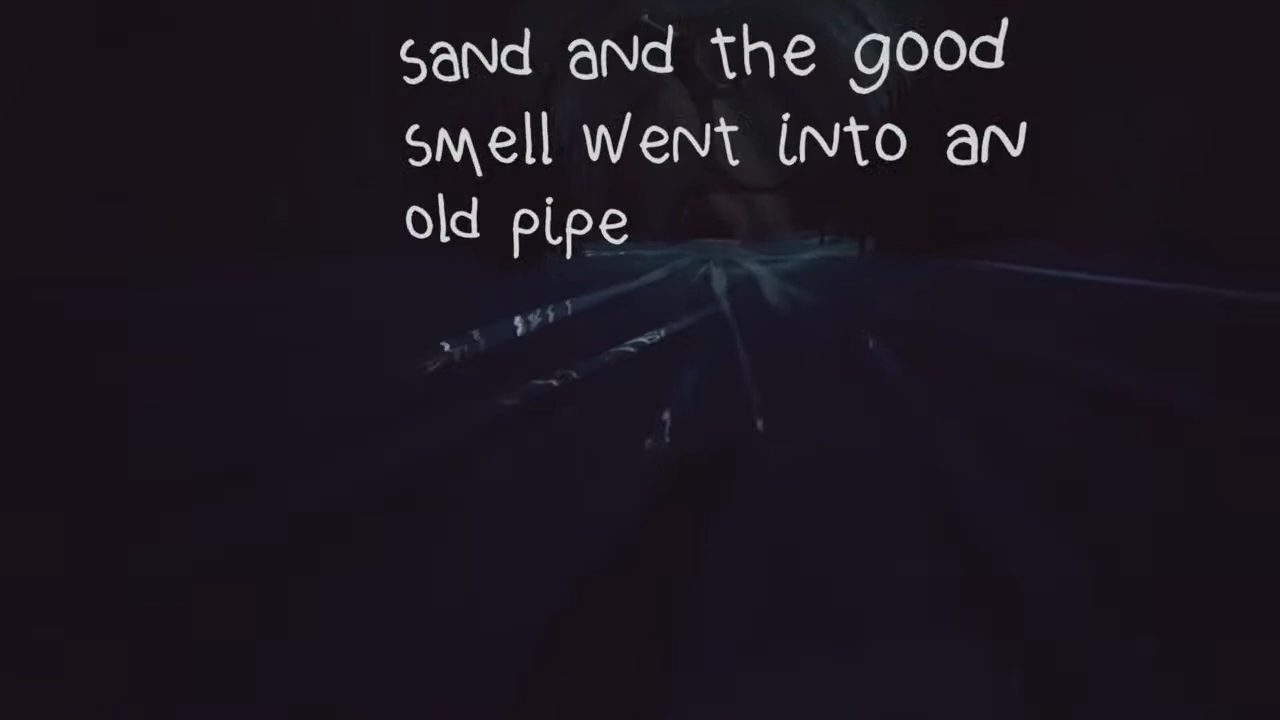 sand and the good
smell went into an
old pipe